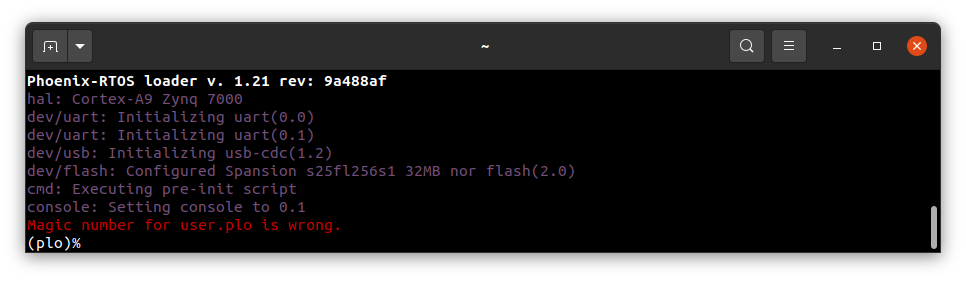 ~
Phoenix-RTOS loader v. 1.21 rev: 9a488af
hal: Cortex-A9 Zynq 7000
dev/uart: Initializing uart(0.0)
dev/uart: Initializing uart(0.1)
dev/usb: Initializing usb-cdc(1.2)
dev/flash: Configured Spansion s25fl256s1 32MB nor flash(2.0)
cmd: Executing pre-init script
console: Setting console to 0.1
Magic number for user.plo is wrong.
(plo)%